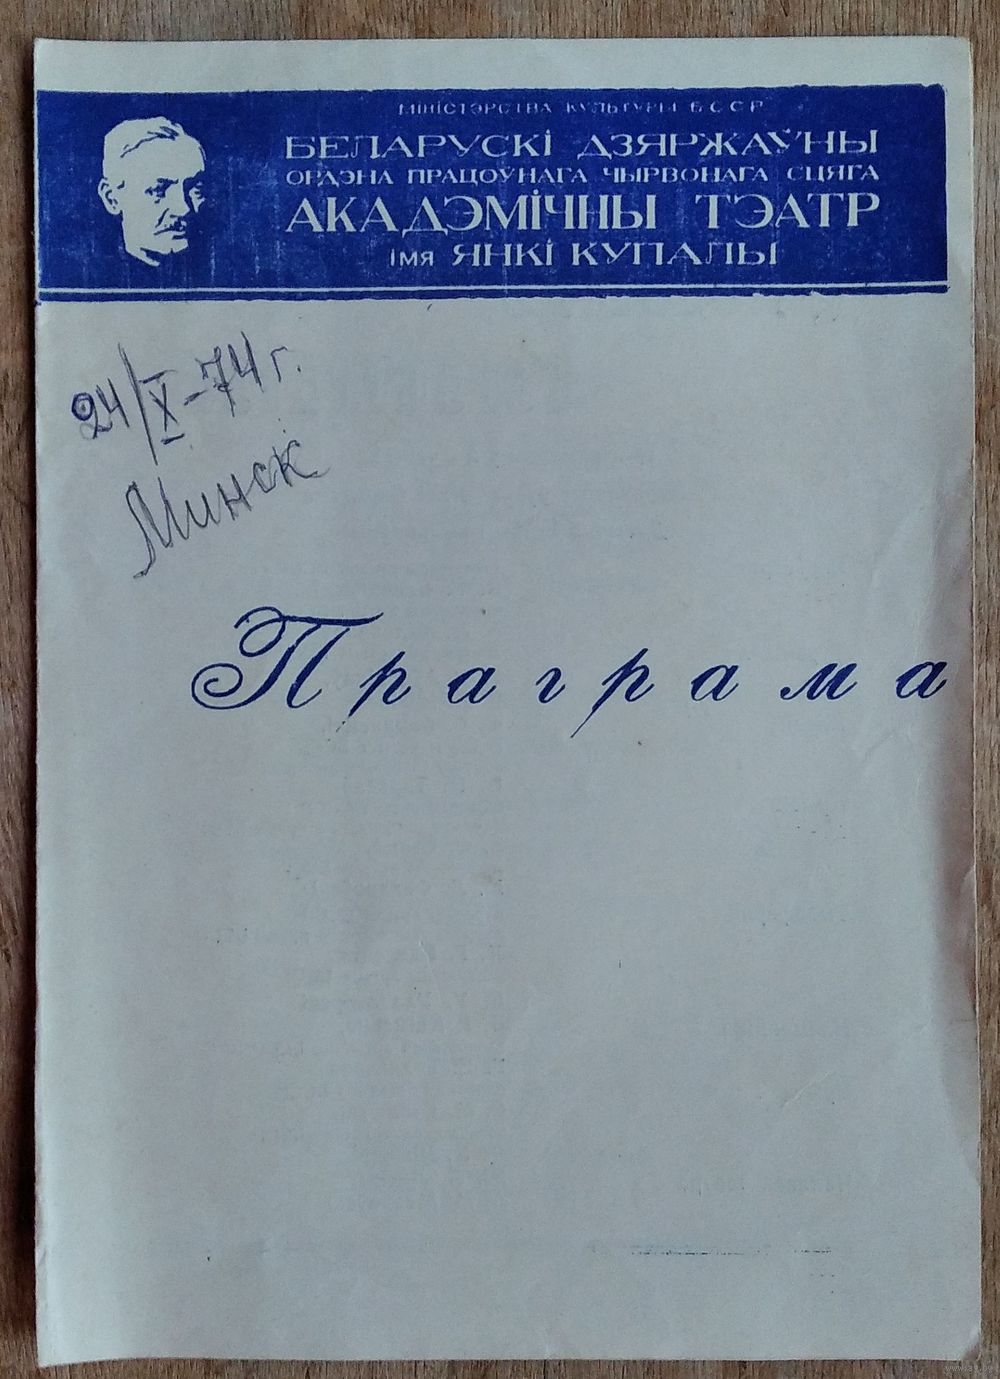 МІНІСТЭРСТВА КУЛЬТУРЫ БССР
БЕЛАРУСКІ ДЗЯРЖАЎНЫ
ОРДЭНА ПРАЦОЎНАГА ЧЫРВОНАГА СЦЯГА
АКАДЭМІЧНЫ ТЭАТР
імя ЯНКІ КУПАЛЫ
24/X-74 г.
Минск
Праграма